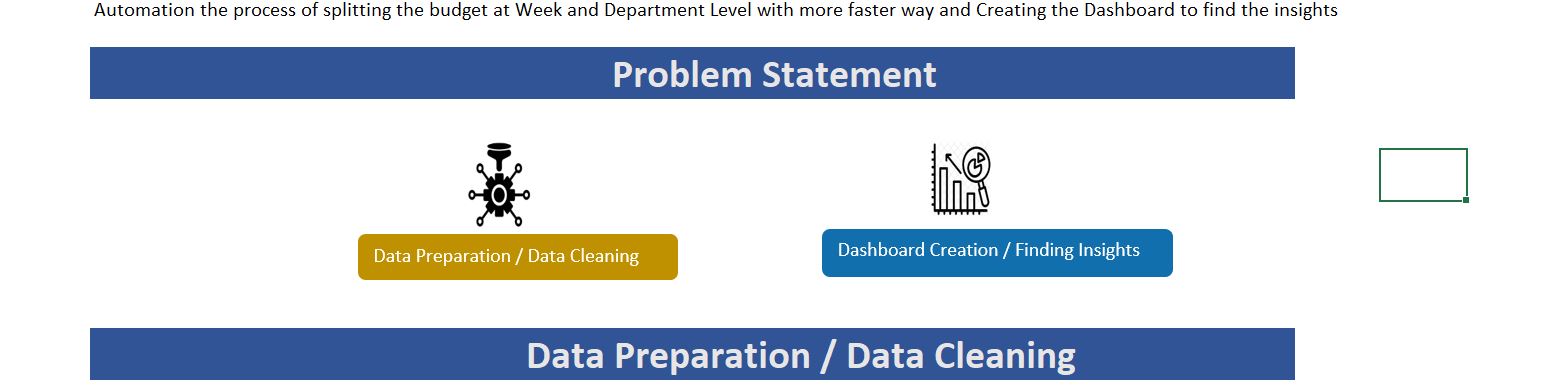 Automation the process of splitting the budget at Week and Department Level with more faster way and Creating the Dashboard to find the insights
Problem Statement
Data Preparation / Data Cleaning
Dashboard Creation / Finding Insights
Data Preparation / Data Cleaning